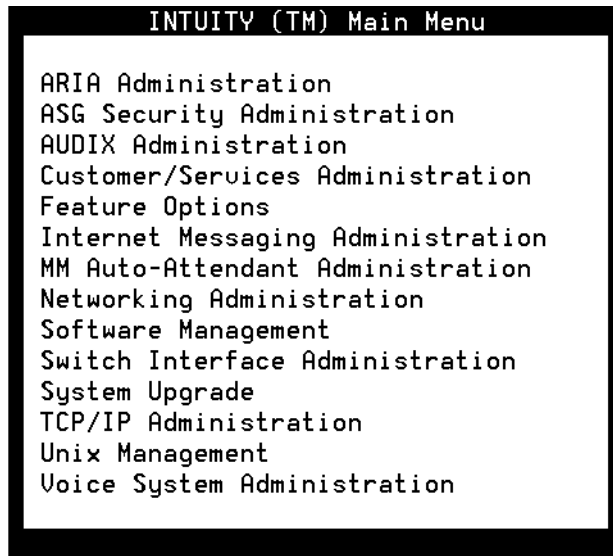 INTUITY (TM) Main Menu
ARIA Administration
ASG Security Administration
AUDIX Administration
Customer/Services Administration
Feature Options
Internet Messaging Administration
MM Auto-Attendant Administration
Networking Administration
Software Management
Switch Interface Administration
System Upgrade
TCP/IP Administration
Unix Management
Voice System Administration